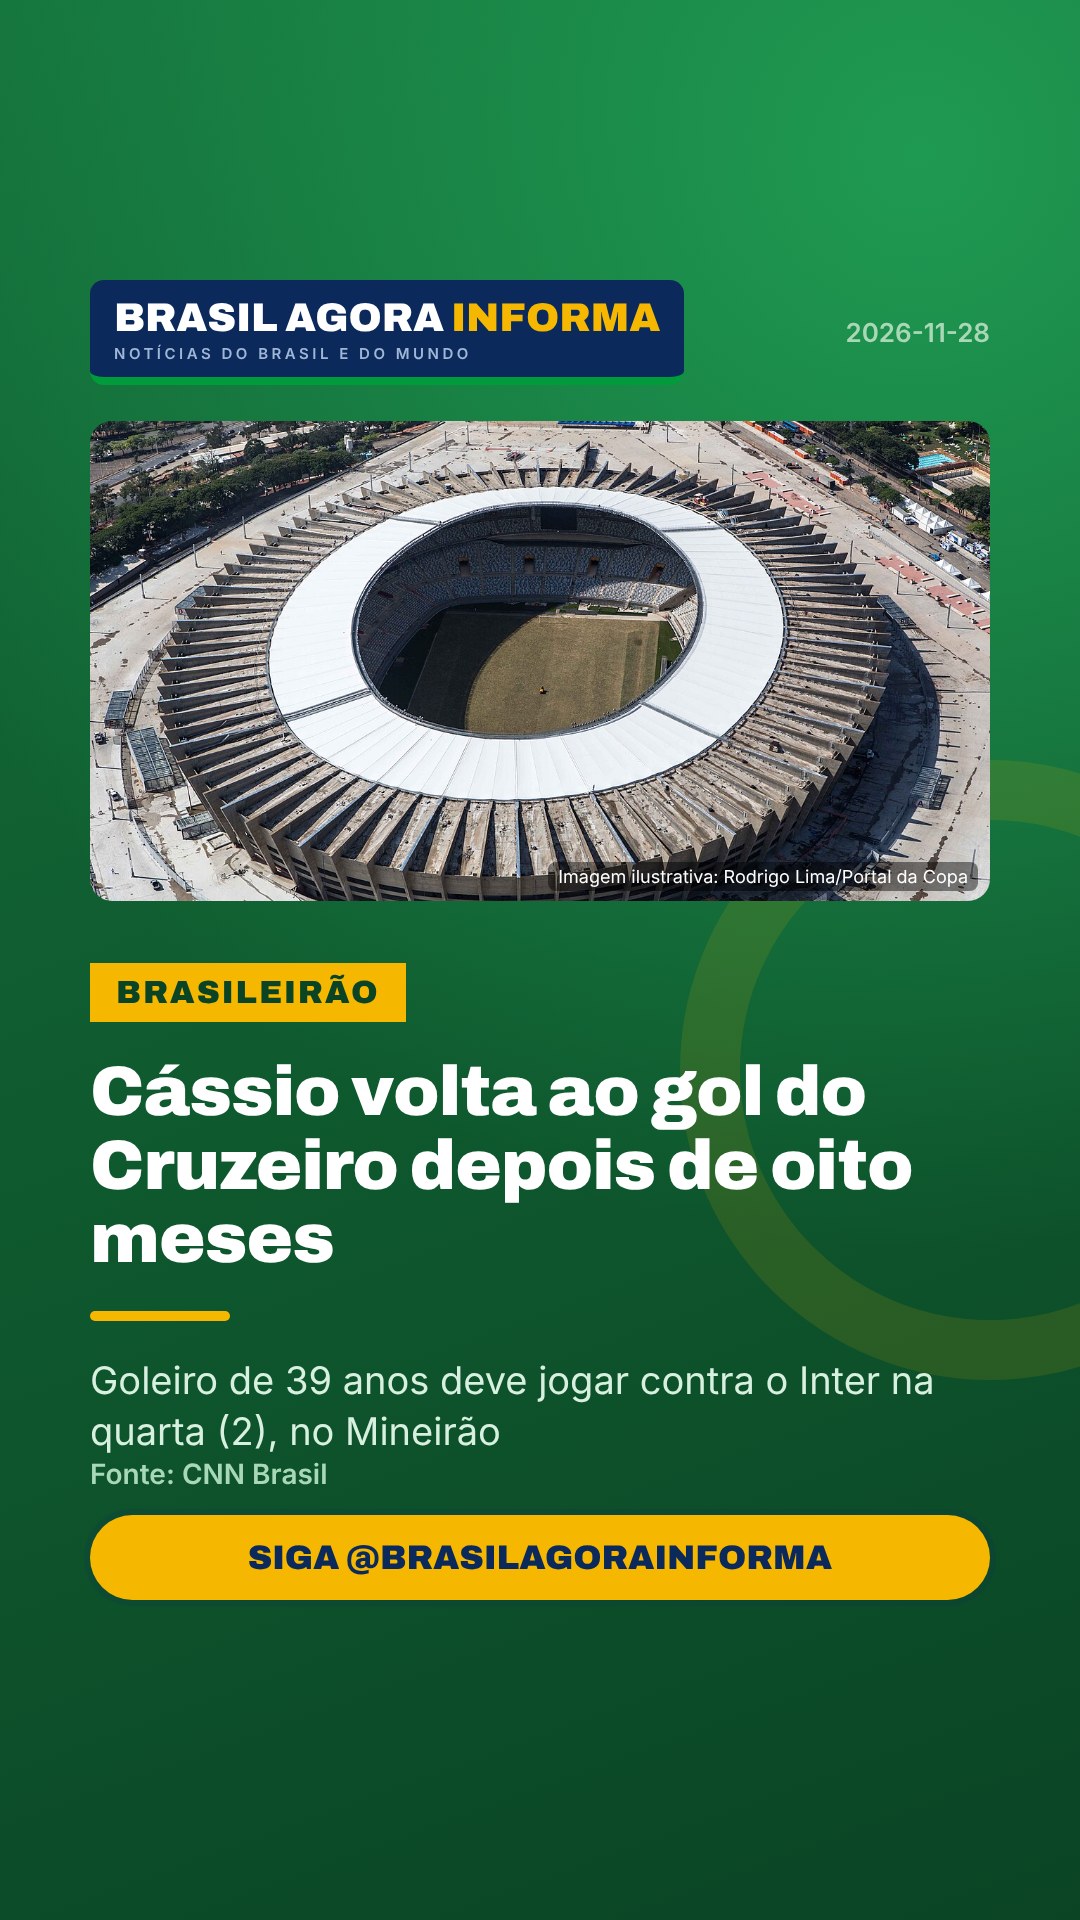 BRASIL AGORA INFORMA
NOTÍCIAS DO BRASIL E DO MUNDO
2026-11-28
Imagem ilustrativa: Rodrigo Lima/Portal da Copa
BRASILEIRÃO
Cássio volta ao gol do
Cruzeiro depois de oito
meses
Goleiro de 39 anos deve jogar contra o Inter na
quarta (2), no Mineirão
Fonte: CNN Brasil
SIGA @BRASILAGORAINFORMA